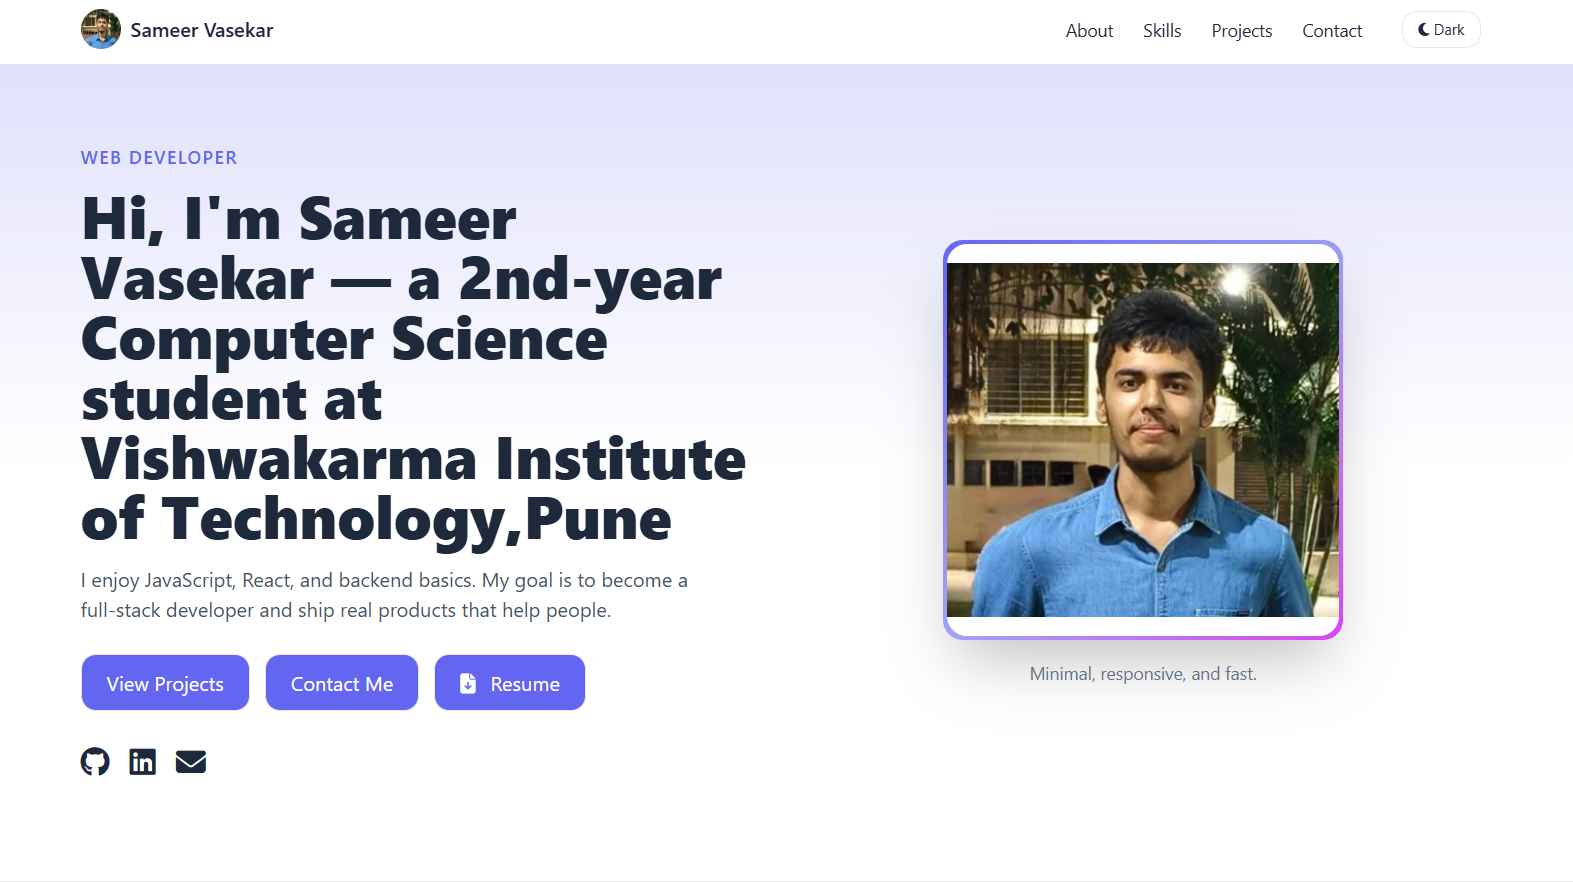 Sameer Vasekar
About
Skills
Projects
Contact
Dark
WEB DEVELOPER
Hi, I'm Sameer
Vasekar — a 2nd-year
Computer Science
student at
Vishwakarma Institute
of Technology,Pune
I enjoy JavaScript, React, and backend basics. My goal is to become a
full-stack developer and ship real products that help people.
View Projects
Contact Me
Resume
in
Minimal, responsive, and fast.